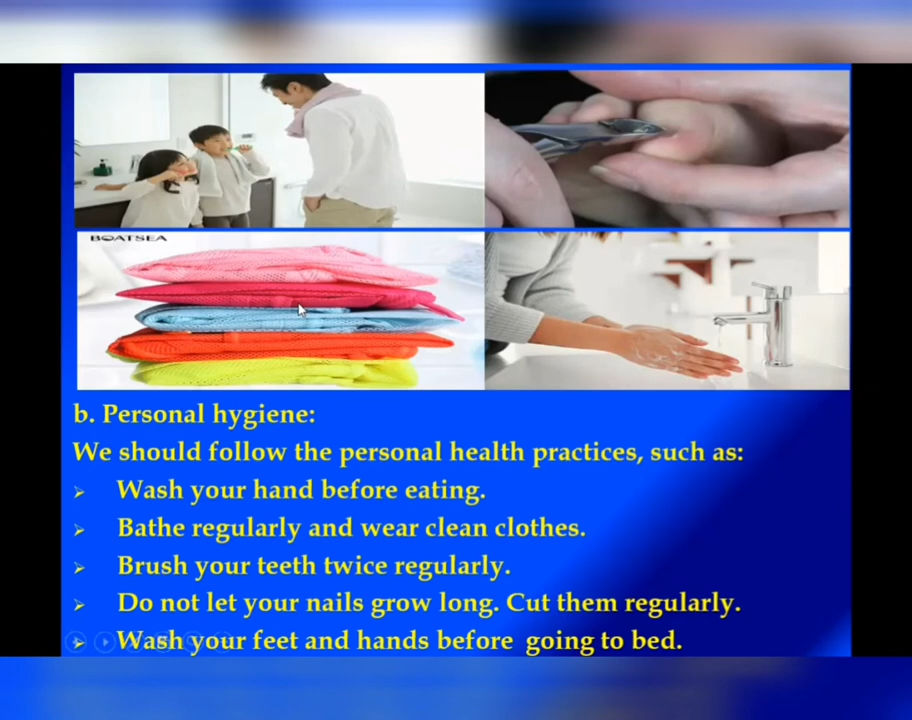 BOATSEA
b. Personal hygiene:
We should follow the personal health practices, such as:
➢ Wash your hand before eating.
➢ Bathe regularly and wear clean clothes.
➢ Brush your teeth twice regularly.
➢ Do not let your nails grow long. Cut them regularly.
➢ Wash your feet and hands before going to bed.